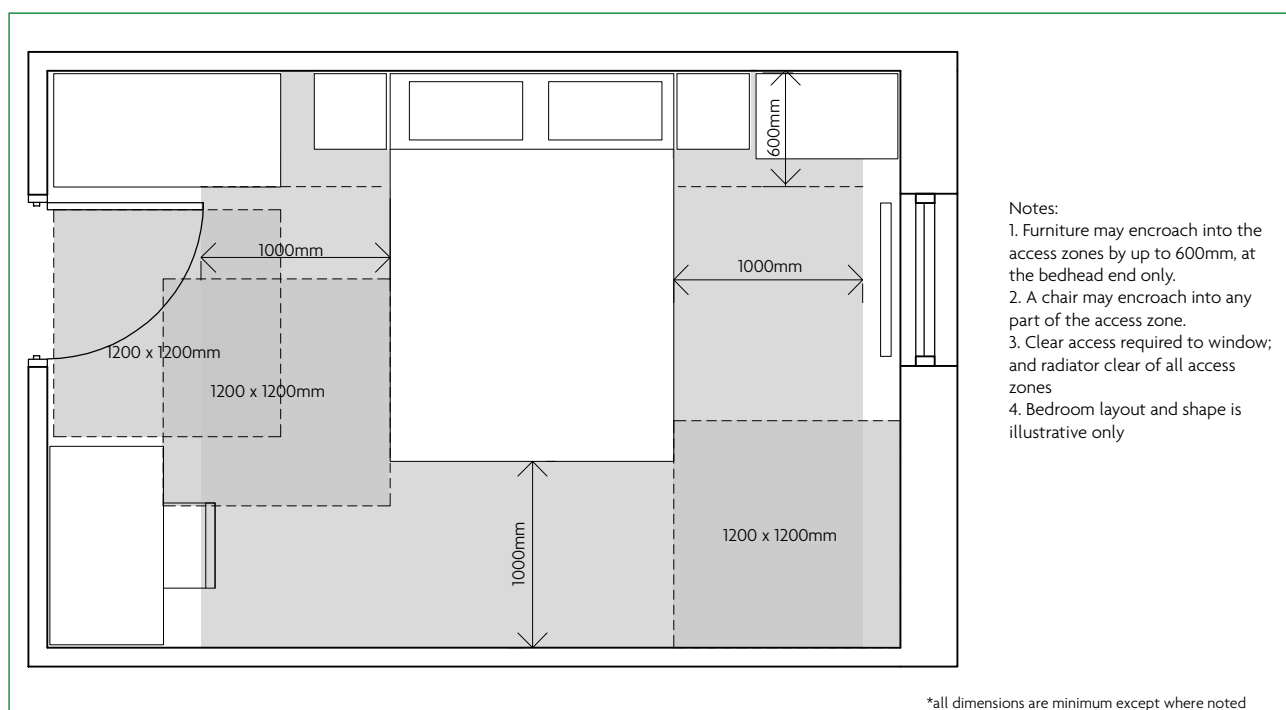 600mm
1000mm
1000mm
1200 x 1200mm
1200 x 1200mm
1000mm
1200 x 1200mm
Notes:
1. Furniture may encroach into the
access zones by up to 600mm, at
the bedhead end only.
2. A chair may encroach into any
part of the access zone.
3. Clear access required to window;
and radiator clear of all access
zones
4. Bedroom layout and shape is
illustrative only
*all dimensions are minimum except where noted